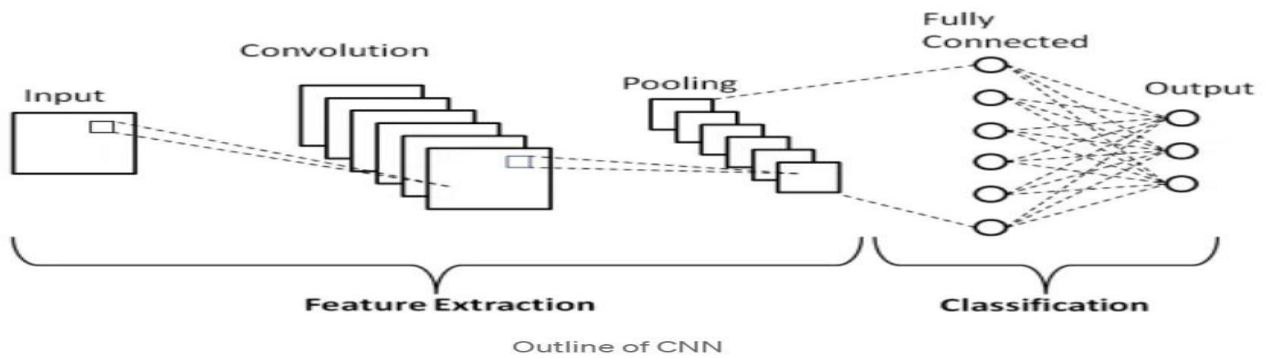 Fully
Connected
Convolution
Pooling
Input
Output
Feature Extraction
Classification
Outline of CNN